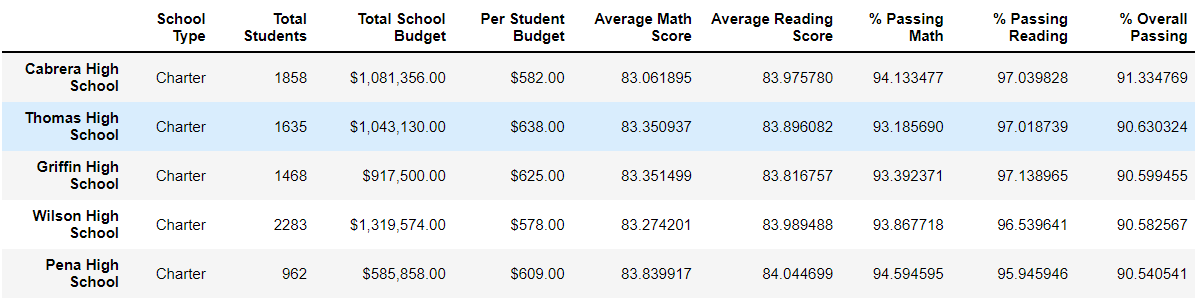 School Type Total Students Total School Budget Per Student Budget Average Math Score Average Reading Score % Passing Math % Passing Reading % Overall Passing
Cabrera High School Charter 1858 $1,081,356.00 $582.00 83.061895 83.975780 94.133477 97.039828 91.334769
Thomas High School Charter 1635 $1,043,130.00 $638.00 83.350937 83.896082 93.185690 97.018739 90.630324
Griffin High School Charter 1468 $917,500.00 $625.00 83.351499 83.816757 93.392371 97.138965 90.599455
Wilson High School Charter 2283 $1,319,574.00 $578.00 83.274201 83.989488 93.867718 96.539641 90.582567
Pena High School Charter 962 $585,858.00 $609.00 83.839917 84.044699 94.594595 95.945946 90.540541